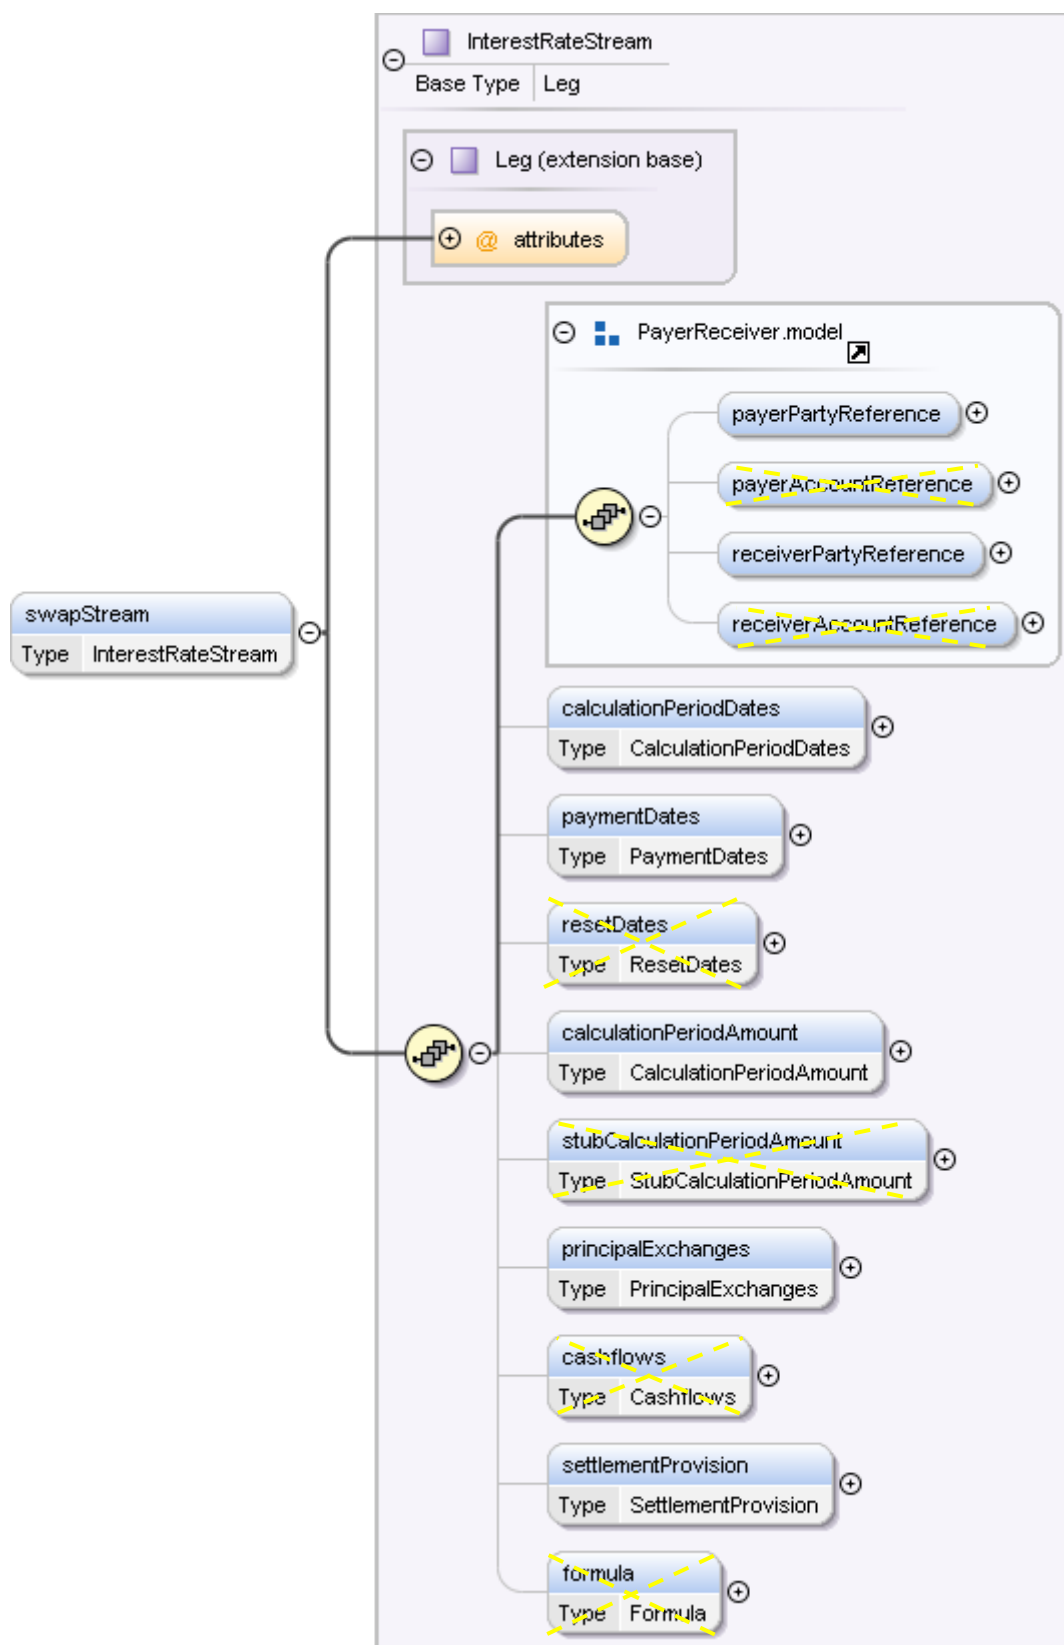 InterestRateStream
Base Type Leg
Leg (extension base)
@ attributes
PayerReceiver.model
payerPartyReference
payerAccountReference
receiverPartyReference
receiverAccountReference
swapStream
Type InterestRateStream
calculationPeriodDates
Type CalculationPeriodDates
paymentDates
Type PaymentDates
resetDates
Type ResetDates
calculationPeriodAmount
Type CalculationPeriodAmount
stubCalculationPeriodAmount
Type StubCalculationPeriodAmount
principalExchanges
Type PrincipalExchanges
cashflows
Type Cashflows
settlementProvision
Type SettlementProvision
formula
Type Formula